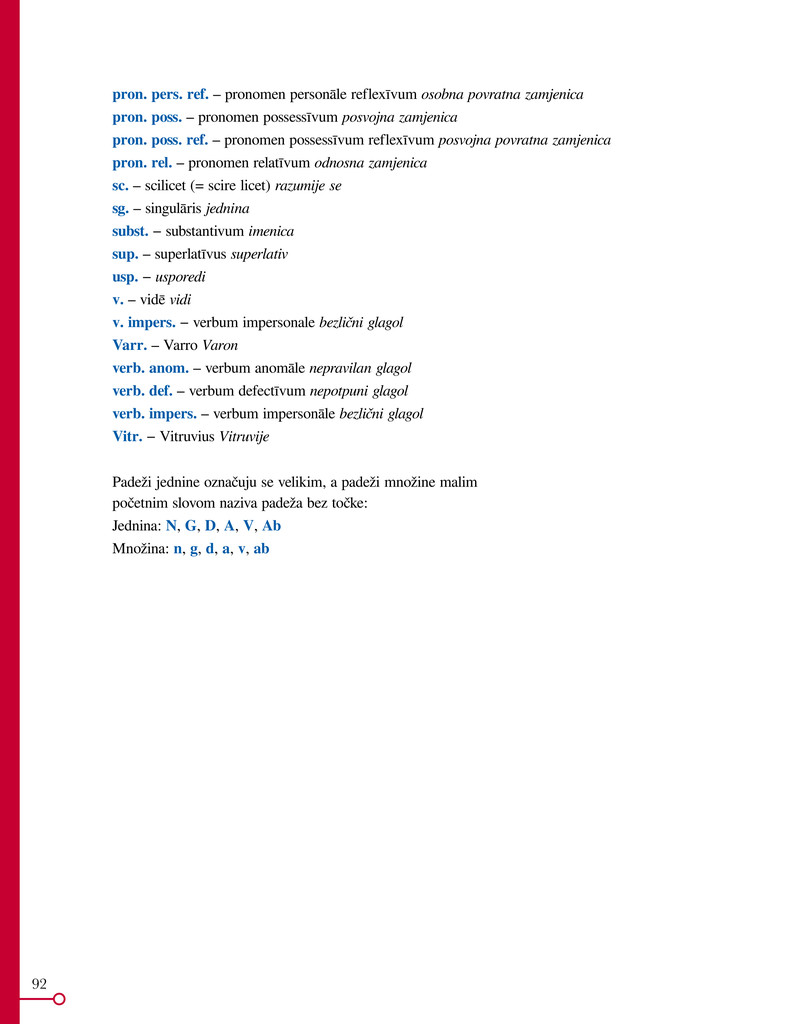 pron. pers. ref. – pronomen personāle reflexīvum osobna povratna zamjenica
pron. poss. – pronomen possessīvum posvojna zamjenica
pron. poss. ref. – pronomen possessīvum reflexīvum posvojna povratna zamjenica
pron. rel. – pronomen relatīvum odnosna zamjenica
sc. – scilicet (= scire licet) razumije se
sg. – singulāris jednina
subst. – substantivum imenica
sup. – superlatīvus superlativ
usp. – usporedi
v. – vidē vidi
v. impers. – verbum impersonale bezlični glagol
Varr. – Varro Varon
verb. anom. – verbum anomāle nepravilan glagol
verb. def. – verbum defectīvum nepotpuni glagol
verb. impers. – verbum impersonāle bezlični glagol
Vitr. – Vitruvius Vitruvije
Padeži jednine označuju se velikim, a padeži množine malim
početnim slovom naziva padeža bez točke:
Jednina: N, G, D, A, V, Ab
Množina: n, g, d, a, v, ab
92